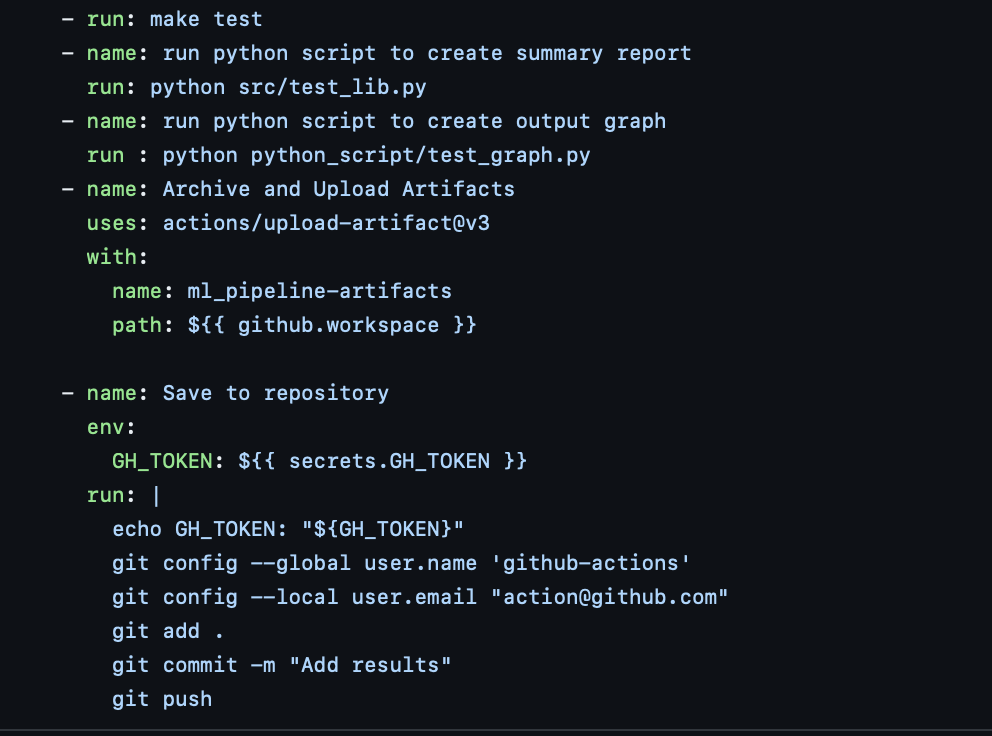 - run: make test
- name: run python script to create summary report
run: python src/test_lib.py
- name: run python script to create output graph
run : python python_script/test_graph.py
- name: Archive and Upload Artifacts
uses: actions/upload-artifact@v3
with:
name: ml_pipeline-artifacts
path: ${{ github.workspace }}
- name: Save to repository
env:
GH_TOKEN: ${{ secrets.GH_TOKEN }}
run: |
echo GH_TOKEN: "${GH_TOKEN}"
git config --global user.name 'github-actions'
git config --local user.email "action@github.com"
git add .
git commit -m "Add results"
git push